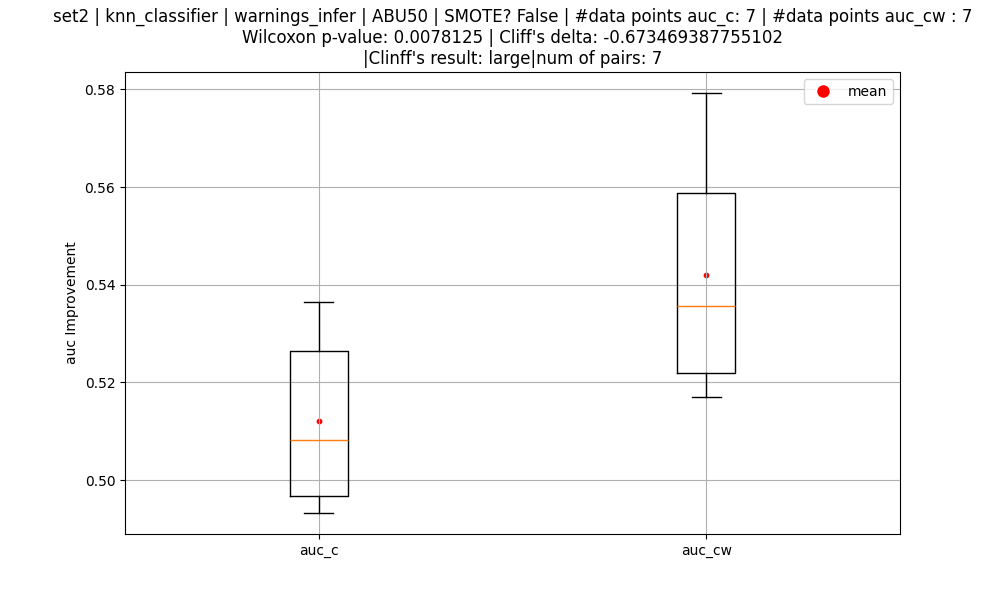 set2 | knn_classifier | warnings_infer | ABU50 | SMOTE? False | #data points auc_c: 7 | #data points auc_cw : 7
Wilcoxon p-value: 0.0078125 | Cliff's delta: -0.673469387755102
|Clinff's result: large|num of pairs: 7
mean
0.58
0.56
0.54
0.52
0.50
auc Improvement
auc_c
auc_cw